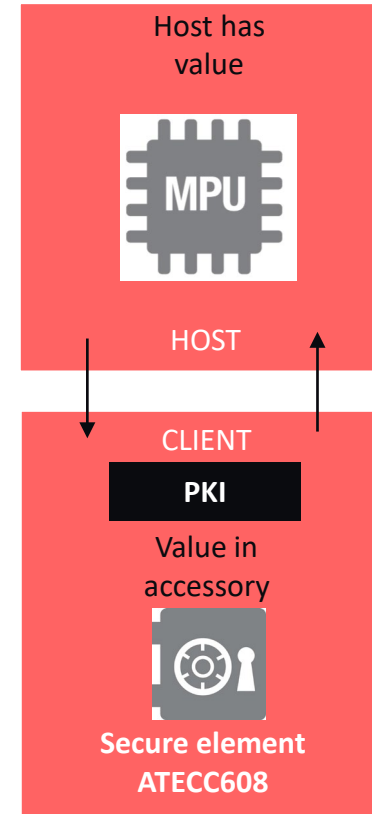 Host has
value
MPU
HOST
CLIENT
PKI
Value in
accessory
Secure element
ATECC608